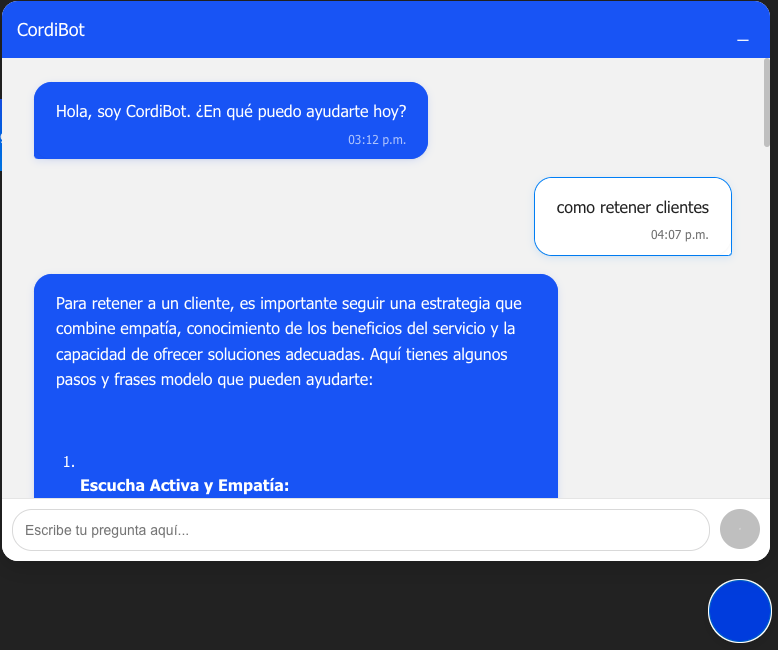 CordiBot
Hola, soy CordiBot. ¿En qué puedo ayudarte hoy?
03:12 p.m.
como retener clientes
04:07 p.m.
Para retener a un cliente, es importante seguir una estrategia que
combine empatía, conocimiento de los beneficios del servicio y la
capacidad de ofrecer soluciones adecuadas. Aquí tienes algunos
pasos y frases modelo que pueden ayudarte:
1.
Escucha Activa y Empatía:
Escribe tu pregunta aquí...